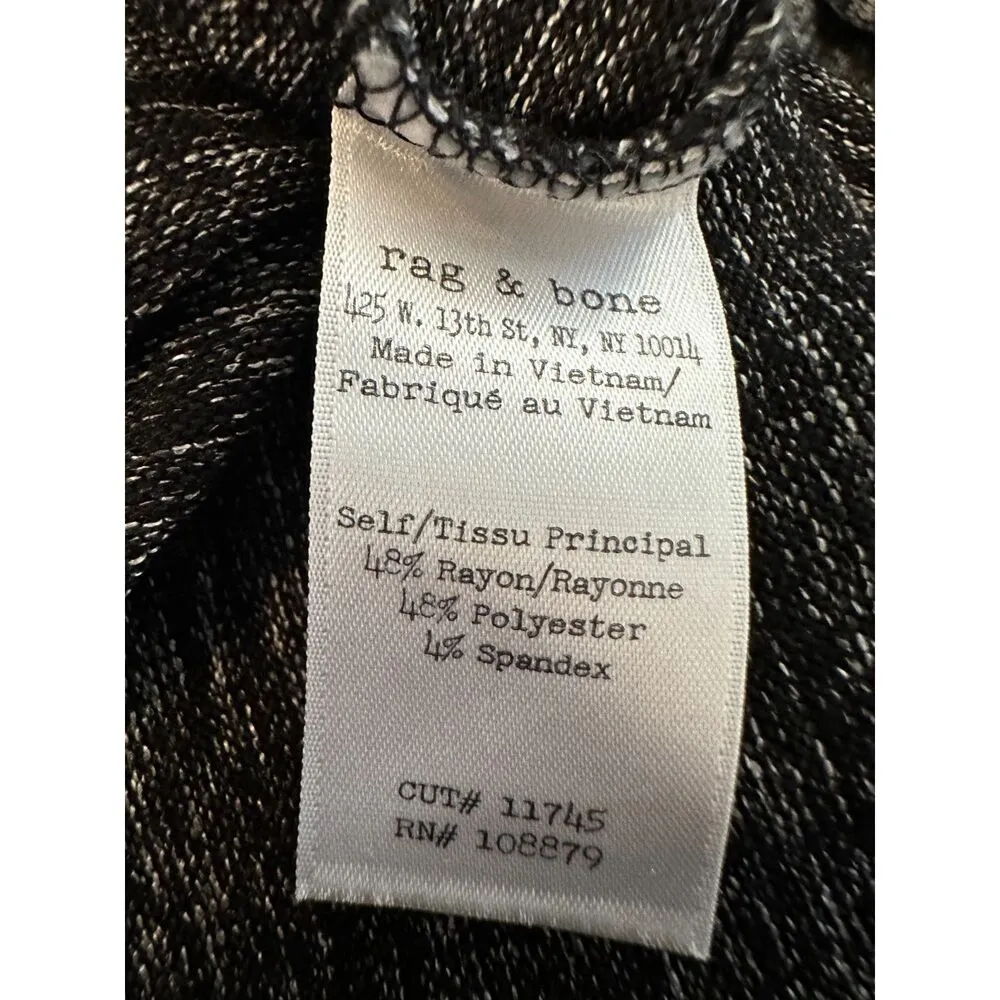 rag & bone
425 W. 13th St, NY, NY 10014
Made in Vietnam/
Fabriqué au Vietnam
Self/Tissu Principal
48% Rayon/Rayonne
48% Polyester
4% Spandex
CUT# 11745
RN# 108879